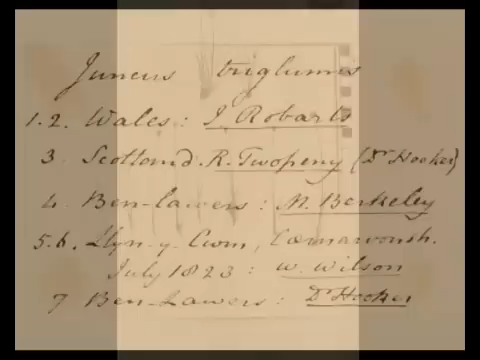 Juncus triglumis
1.2. Wales: J Robarts
3. Scotland. R. Twopeny (Dr Hooker)
4. Ben-lawers: M. Berkeley
5.6. Llyn-y-Cwm, Carnarvonsh.
July 1823: W. Wilson
7 Ben-Lawers: Dr Hooker